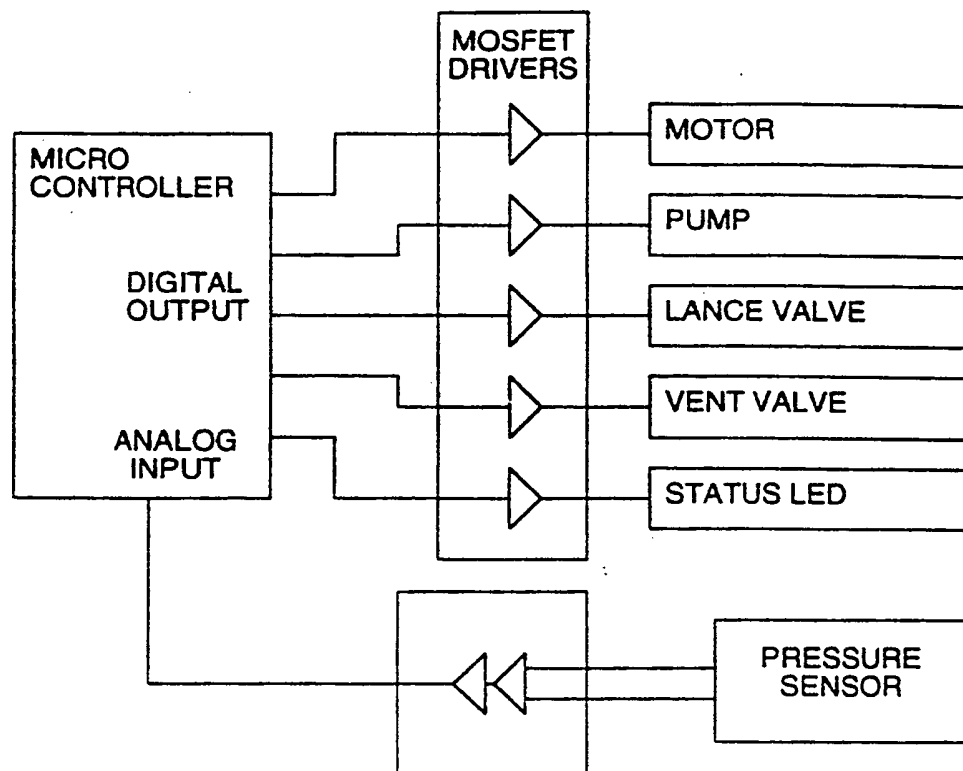 MOSFET
DRIVERS
MOTOR
MICRO
CONTROLLER
PUMP
DIGITAL
OUTPUT
LANCE VALVE
VENT VALVE
ANALOG
INPUT
STATUS LED
PRESSURE
SENSOR